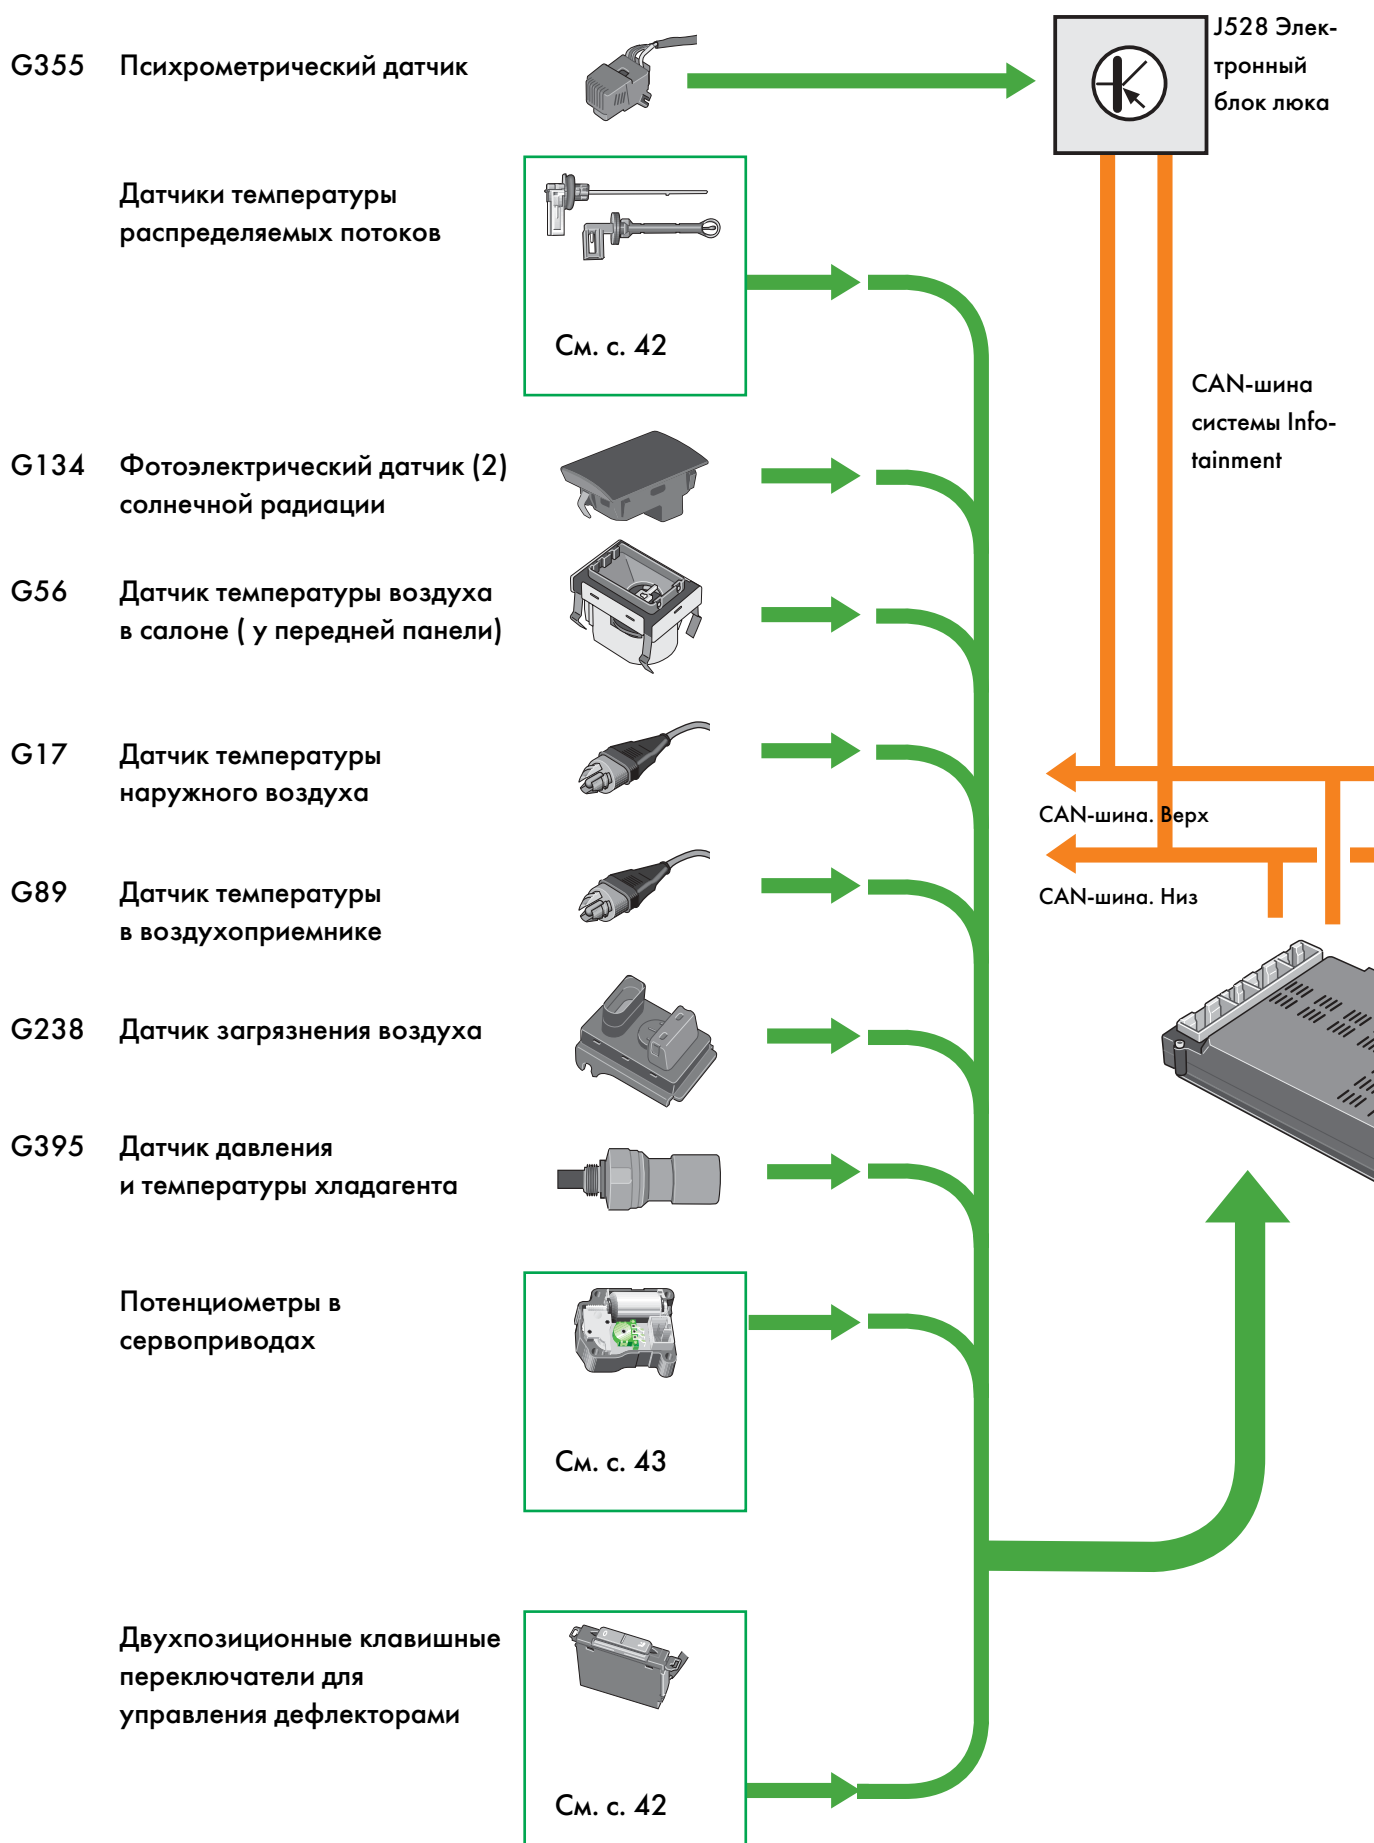 G355 Психрометрический датчик
J528 Элек-
тронный
блок люка
Датчики температуры
распределяемых потоков
См. с. 42
CAN-шина
системы Info-
tainment
G134 Фотоэлектрический датчик (2)
солнечной радиации
G56 Датчик температуры воздуха
в салоне ( у передней панели)
G17 Датчик температуры
наружного воздуха
CAN-шина. Верх
G89 Датчик температуры
в воздухоприемнике
CAN-шина. Низ
G238 Датчик загрязнения воздуха
G395 Датчик давления
и температуры хладагента
Потенциометры в
сервоприводах
См. с. 43
Двухпозиционные клавишные
переключатели для
управления дефлекторами
См. с. 42